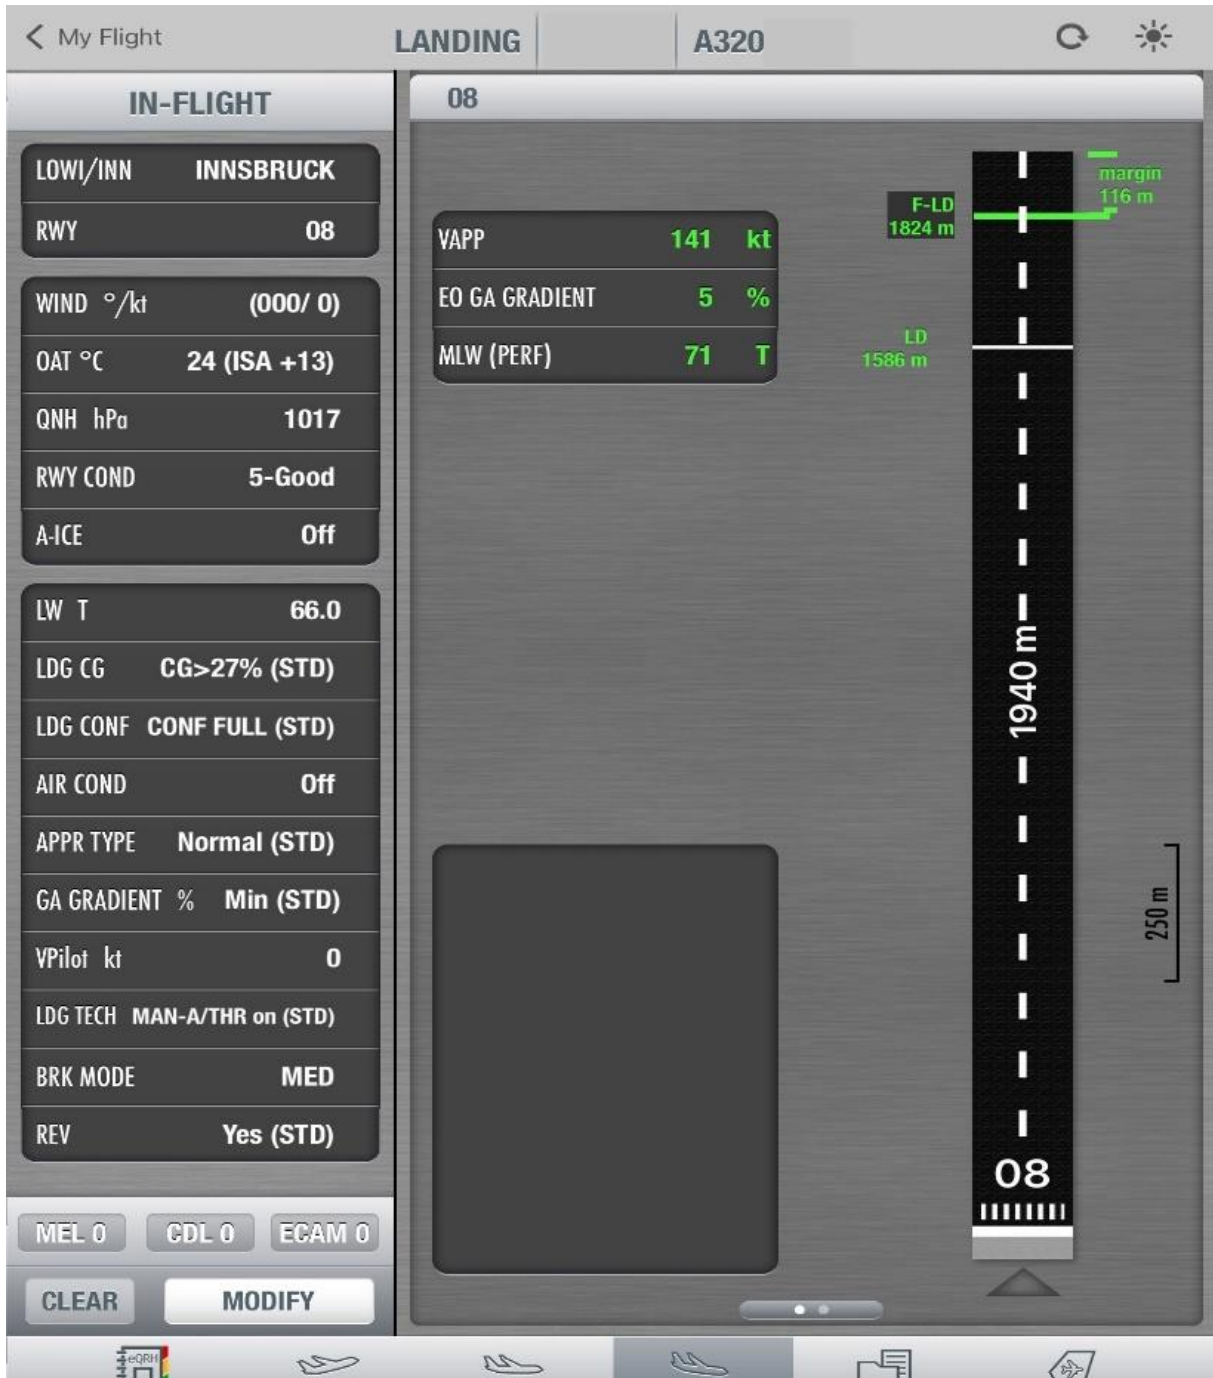 My Flight
LANDING
A320
IN-FLIGHT
LOWI/INN INNSBRUCK
RWY 08
WIND °/kt (000/ 0)
OAT °C 24 (ISA +13)
QNH hPa 1017
RWY COND 5-Good
A-ICE Off
LW T 66.0
LDG CG CG>27% (STD)
LDG CONF CONF FULL (STD)
AIR COND Off
APPR TYPE Normal (STD)
GA GRADIENT % Min (STD)
VPilot kt 0
LDG TECH MAN-A/THR on (STD)
BRK MODE MED
REV Yes (STD)
MEL 0 CDL 0 ECAM 0
CLEAR MODIFY
08
VAPP 141 kt
EO GA GRADIENT 5 %
MLW (PERF) 71 T
F-LD
1824 m
margin
116 m
LD
1586 m
1940 m
250 m
08
eQRH